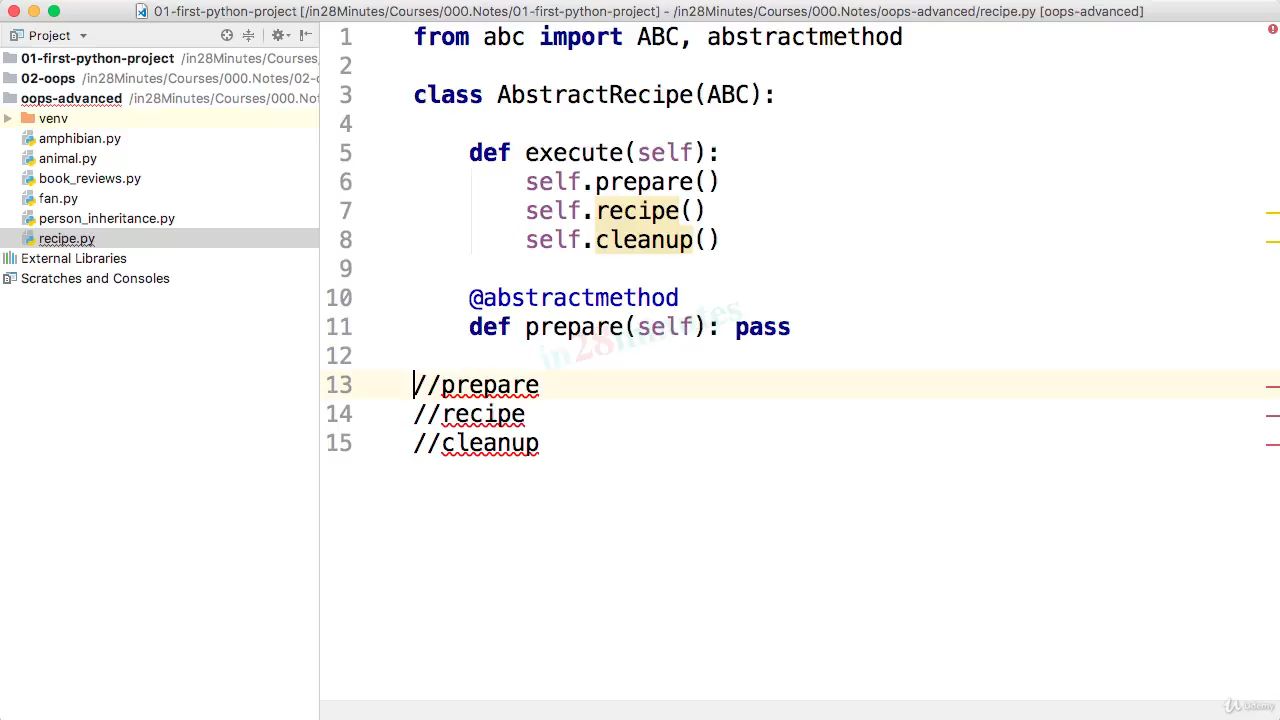 01-first-python-project [/in28Minutes/Courses/000.Notes/01-first-python-project] - /in28Minutes/Courses/000.Notes/oops-advanced/recipe.py [oops-advanced]
Project
01-first-python-project /in28Minutes/Courses
02-oops /in28Minutes/Courses/000.Notes/02-o
oops-advanced /in28Minutes/Courses/000.No
venv
amphibian.py
animal.py
book_reviews.py
fan.py
person_inheritance.py
recipe.py
External Libraries
Scratches and Consoles
1 from abc import ABC, abstractmethod
2
3 class AbstractRecipe(ABC):
4
5 def execute(self):
6 self.prepare()
7 self.recipe()
8 self.cleanup()
9
10 @abstractmethod
11 def prepare(self): pass
12
13 //prepare
14 //recipe
15 //cleanup
in28minutes
Udemy